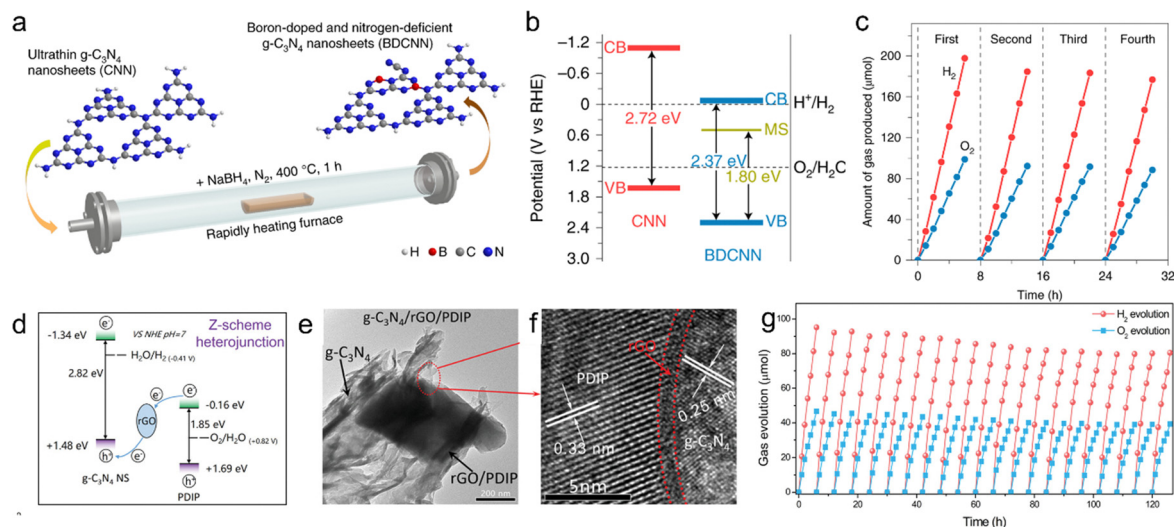 a
Ultrathin g-C3N4
nanosheets (CNN)
Boron-doped and nitrogen-deficient
g-C3N4 nanosheets (BDCNN)
+ NaBH4, N2, 400 °C, 1 h
Rapidly heating furnace
H B C N
b
Potential (V vs RHE)
-1.2
-0.6
0
0.6
1.2
1.8
2.4
3.0
CB
2.72 eV
VB
CNN
CB
MS
2.37 eV
1.80 eV
VB
BDCNN
H+/H2
O2/H2C
c
Amount of gas produced (μmol)
200
160
120
80
40
0
First Second Third Fourth
H2
O2
0 8 16 24 32
Time (h)
d
e-
-1.34 eV
VS NHE pH=7
Z-scheme
heterojunction
H2O/H2 (-0.41 V)
2.82 eV
e-
e-
e-
-0.16 eV
rGO
1.85 eV
O2/H2O (+0.82 V)
+1.48 eV
h+
+1.69 eV
h+
g-C3N4 NS
PDIP
e
g-C3N4/rGO/PDIP
g-C3N4
rGO/PDIP
200 nm
f
rGO
PDIP
0.25 nm
0.33 nm
g-C3N4
5nm
g
Gas evolution (μmol)
100
80
60
40
20
0
H2 evolution
O2 evolution
0 20 40 60 80 100 120
Time (h)